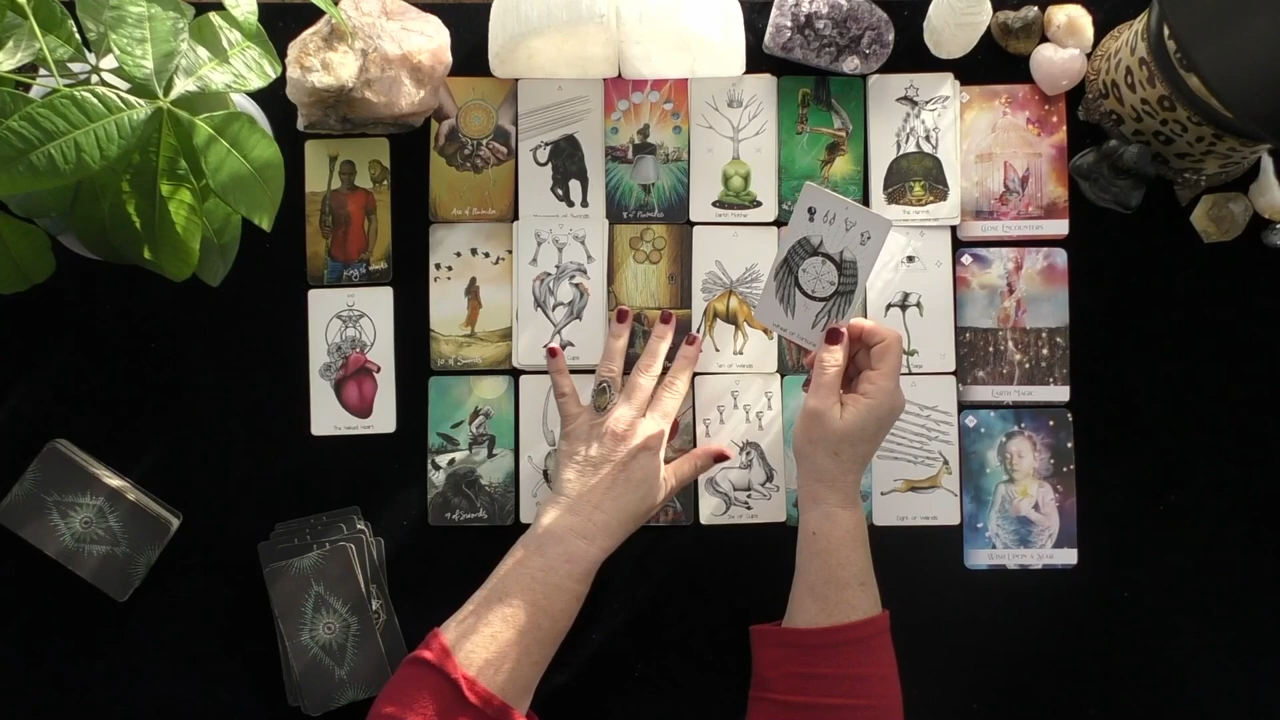 Ace of Pentacles
8 of Pentacles
Earth Mother
The Hermit
Close Encounters
King of Wands
10 of Swords
Cups
Ten of Wands
Wheel of Fortune
Earth Magic
The Naked Heart
9 of Swords
Six of Cups
Eight of Wands
Wish Upon a Star